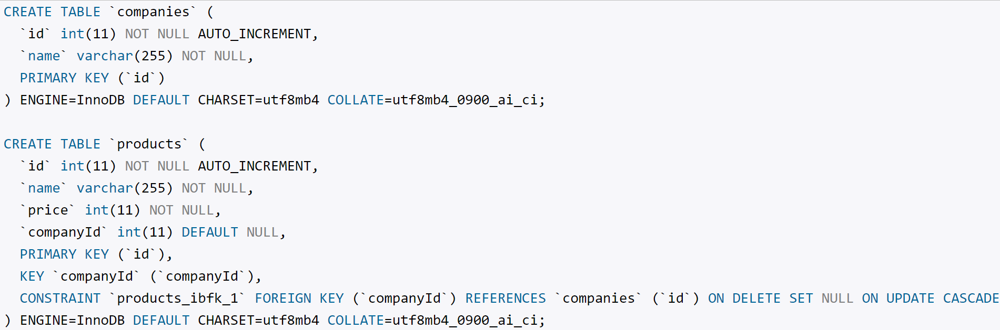 CREATE TABLE `companies` (
  `id` int(11) NOT NULL AUTO_INCREMENT,
  `name` varchar(255) NOT NULL,
  PRIMARY KEY (`id`)
) ENGINE=InnoDB DEFAULT CHARSET=utf8mb4 COLLATE=utf8mb4_0900_ai_ci;

CREATE TABLE `products` (
  `id` int(11) NOT NULL AUTO_INCREMENT,
  `name` varchar(255) NOT NULL,
  `price` int(11) NOT NULL,
  `companyId` int(11) DEFAULT NULL,
  PRIMARY KEY (`id`),
  KEY `companyId` (`companyId`),
  CONSTRAINT `products_ibfk_1` FOREIGN KEY (`companyId`) REFERENCES `companies` (`id`) ON DELETE SET NULL ON UPDATE CASCADE
) ENGINE=InnoDB DEFAULT CHARSET=utf8mb4 COLLATE=utf8mb4_0900_ai_ci;